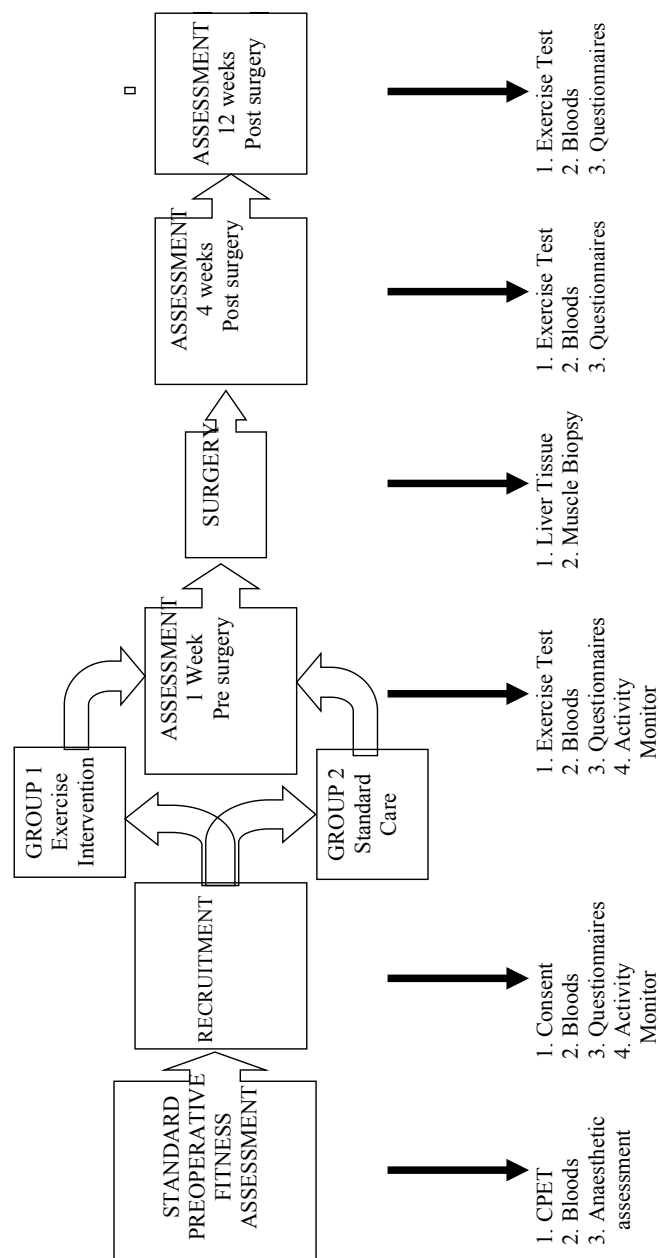 STANDARD
PREOPERATIVE
FITNESS
ASSESSMENT
1. CPET
2. Bloods
3. Anaesthetic
assessment
RECRUITMENT
1. Consent
2. Bloods
3. Questionnaires
4. Activity
Monitor
GROUP 1
Exercise
Intervention
GROUP 2
Standard
Care
ASSESSMENT
1 Week
Pre surgery
1. Exercise Test
2. Bloods
3. Questionnaires
4. Activity
Monitor
SURGERY
1. Liver Tissue
2. Muscle Biopsy
ASSESSMENT
4 weeks
Post surgery
1. Exercise Test
2. Bloods
3. Questionnaires
ASSESSMENT
12 weeks
Post surgery
1. Exercise Test
2. Bloods
3. Questionnaires